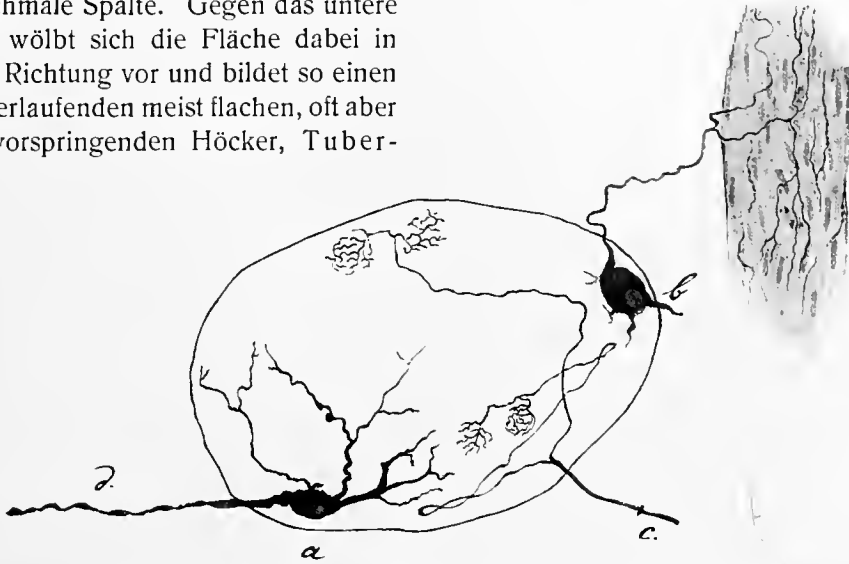 hmale Spalte. Gegen das untere
wölbt sich die Fläche dabei in
Richtung vor und bildet so einen
erlaufenden meist flachen, oft aber
vorspringenden Höcker, Tuber-
b
d.
c.
a